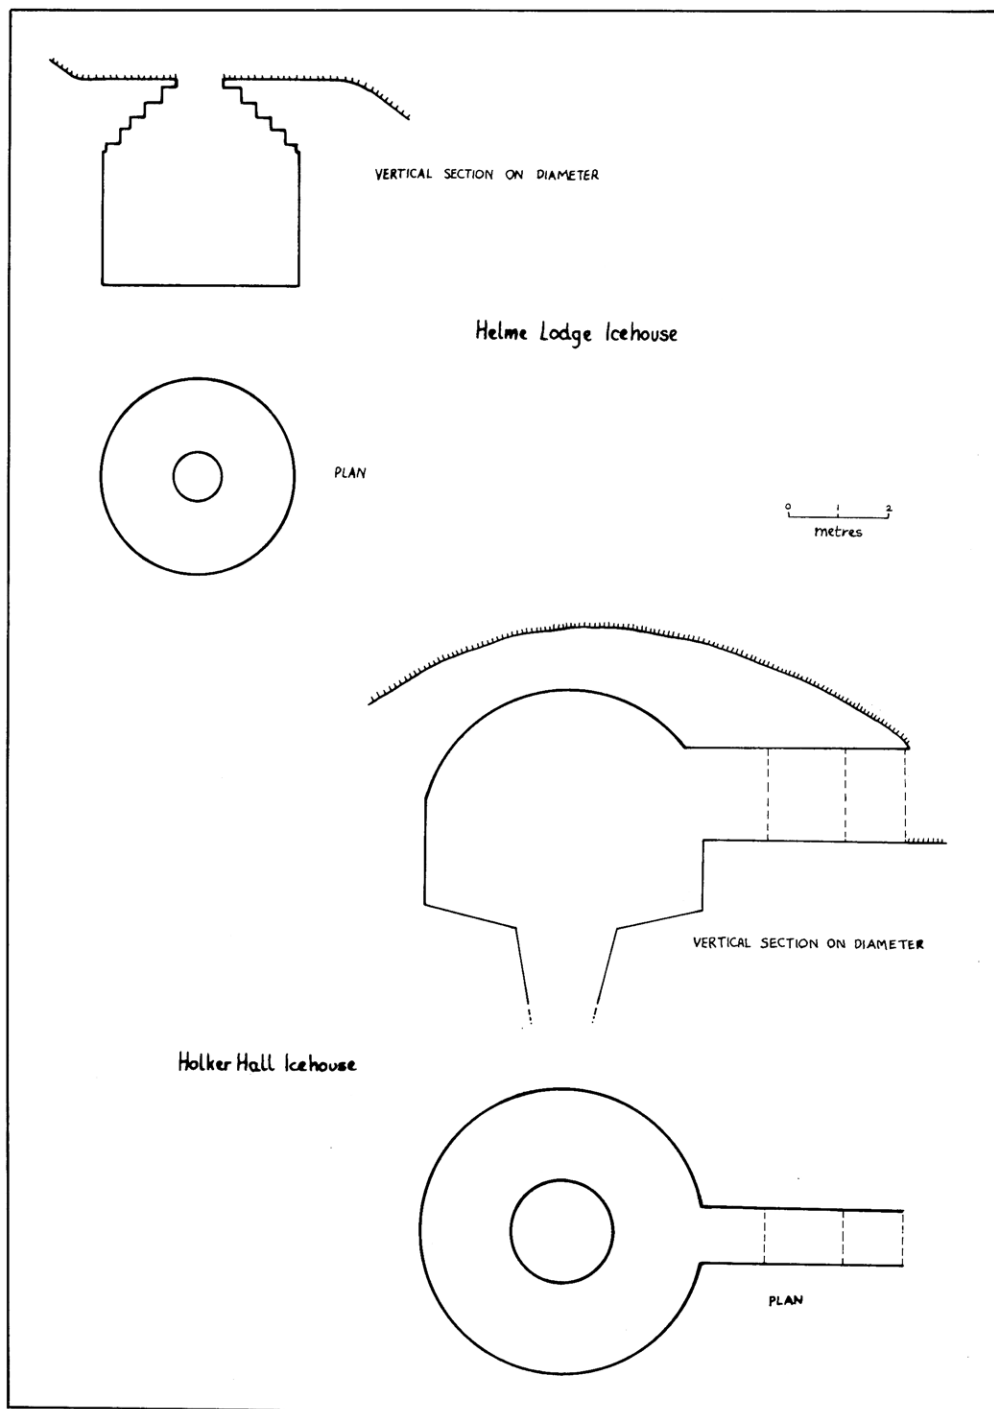 VERTICAL SECTION ON DIAMETER
Helme Lodge Icehouse
PLAN
0 1 2
metres
VERTICAL SECTION ON DIAMETER
Holker Hall Icehouse
PLAN